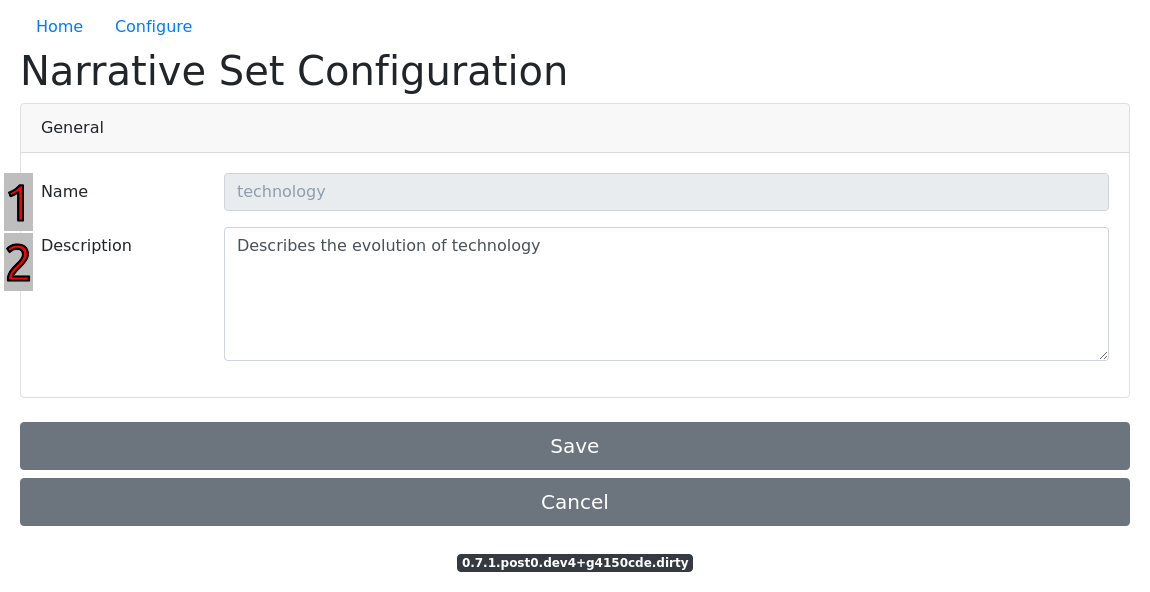 Home Configure
Narrative Set Configuration
General
1 Name technology
2 Description Describes the evolution of technology
Save
Cancel
0.7.1.post0.dev4+g4150cde.dirty